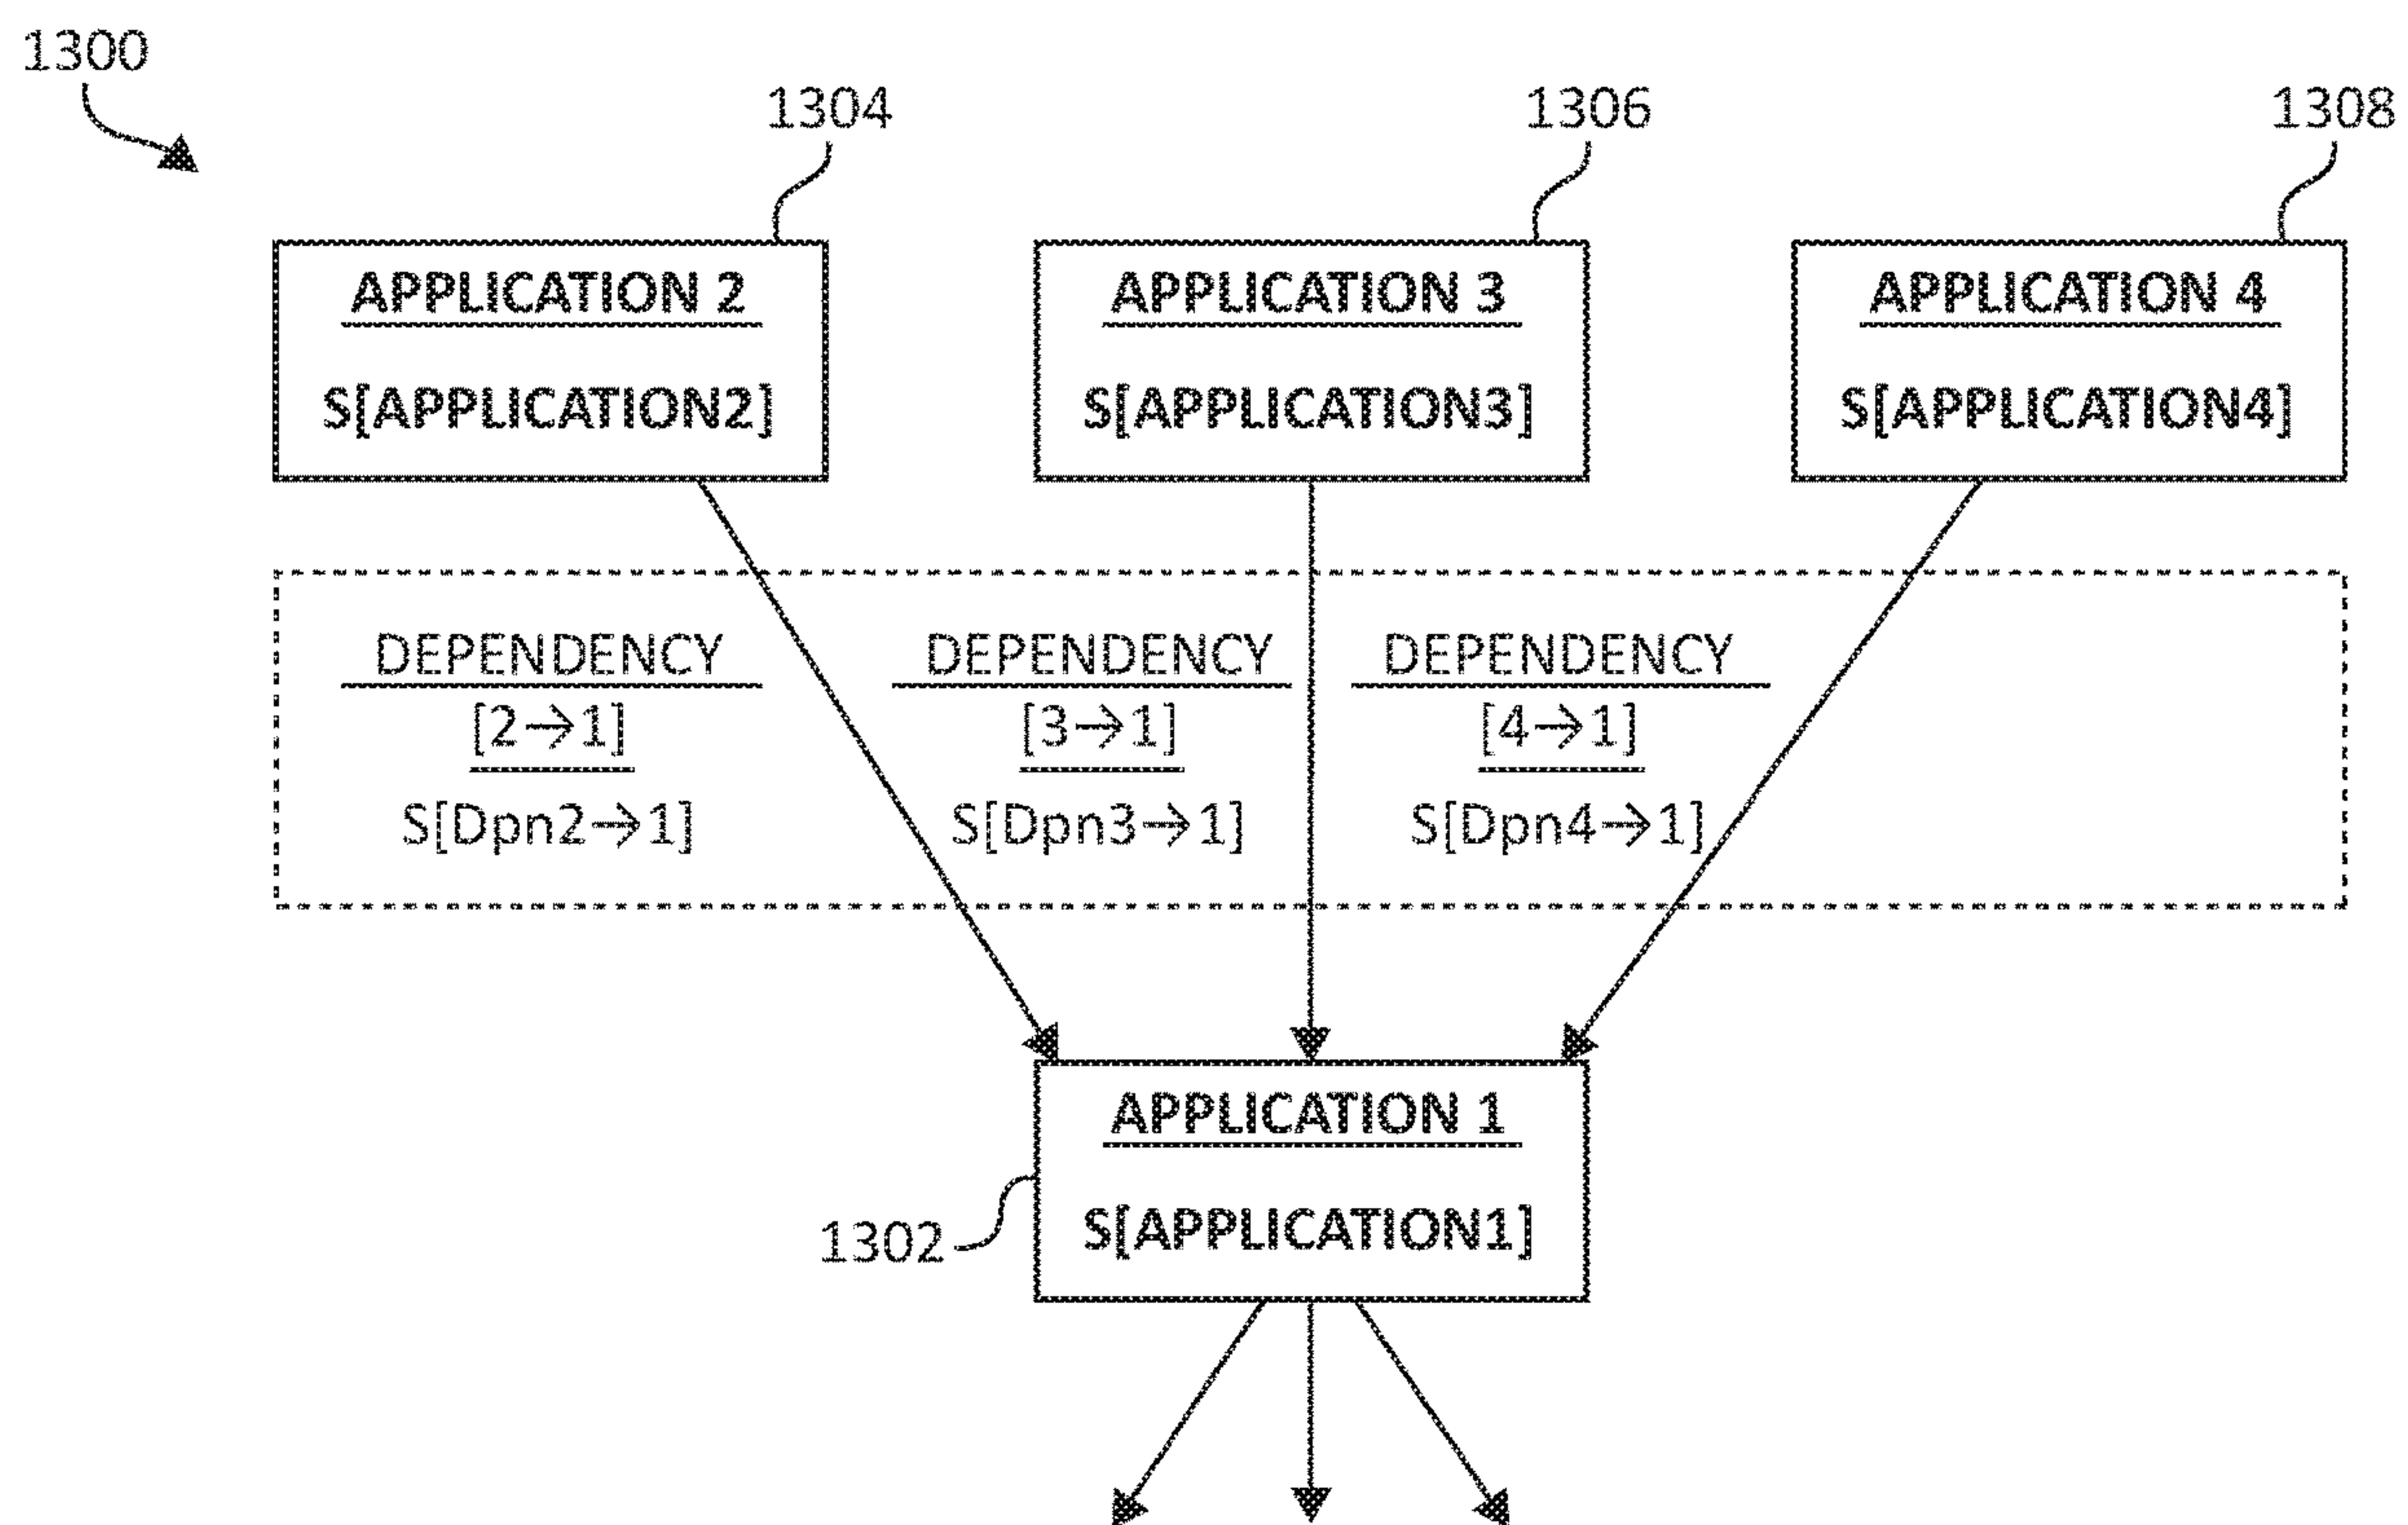 1300
1304
1306
1308
APPLICATION 2
S[APPLICATION2]
APPLICATION 3
S[APPLICATION3]
APPLICATION 4
S[APPLICATION4]
DEPENDENCY
[2→1]
S[Dpn2→1]
DEPENDENCY
[3→1]
S[Dpn3→1]
DEPENDENCY
[4→1]
S[Dpn4→1]
APPLICATION 1
S[APPLICATION1]
1302